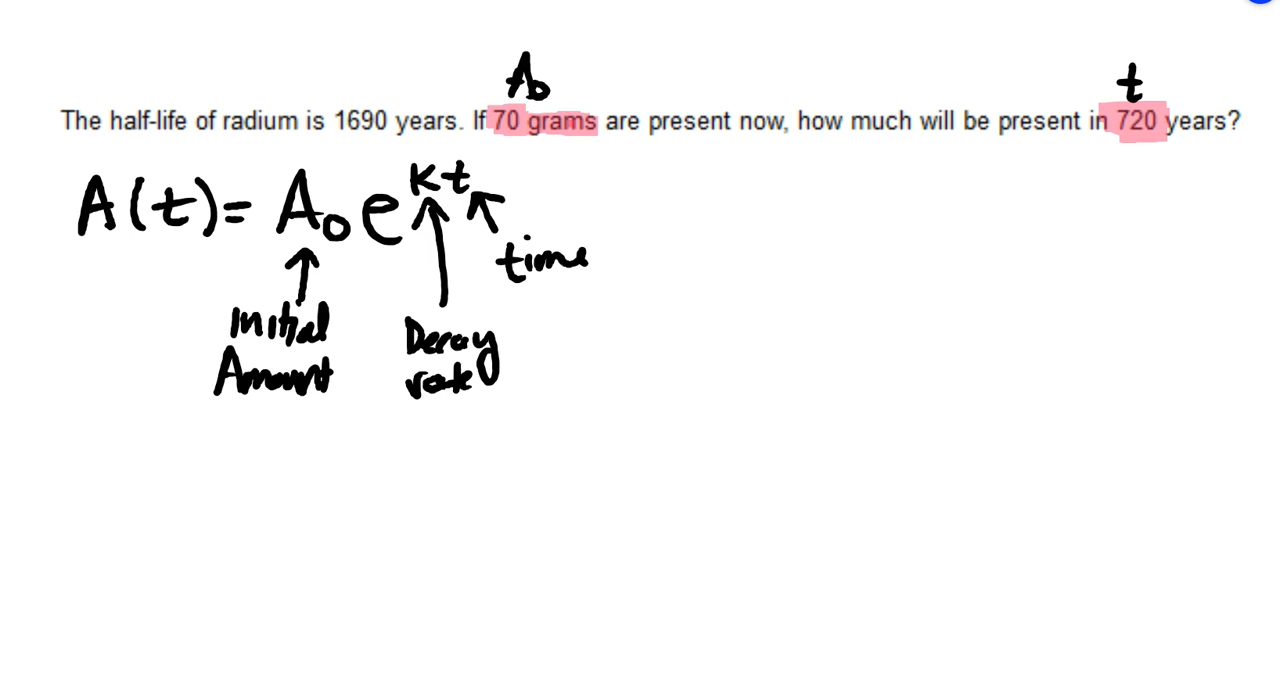 A₀ t
The half-life of radium is 1690 years. If 70 grams are present now, how much will be present in 720 years?
A(t) = A₀ e^kt
time
Initial Decay
Amount rate